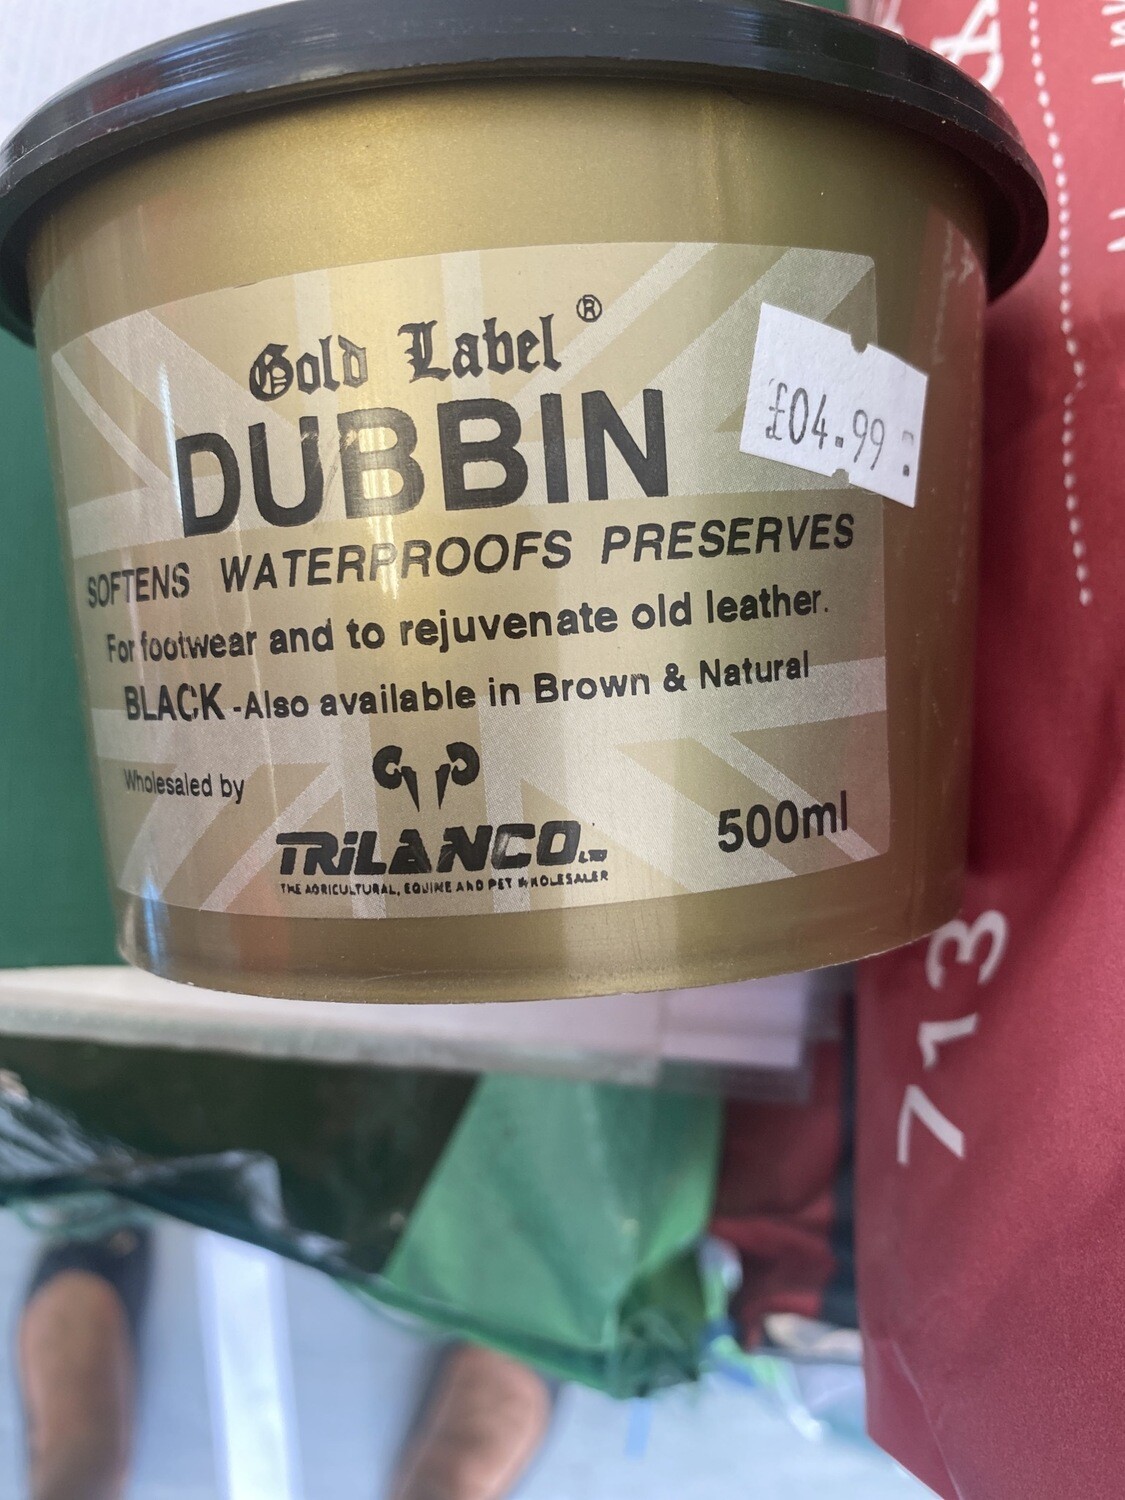 Gold Label ®
DUBBIN
£04.99
SOFTENS WATERPROOFS PRESERVES
For footwear and to rejuvenate old leather.
BLACK - Also available in Brown & Natural
Wholesaled by
TRILANCO LTD
THE AGRICULTURAL, EQUINE AND PET WHOLESALER
500ml
713